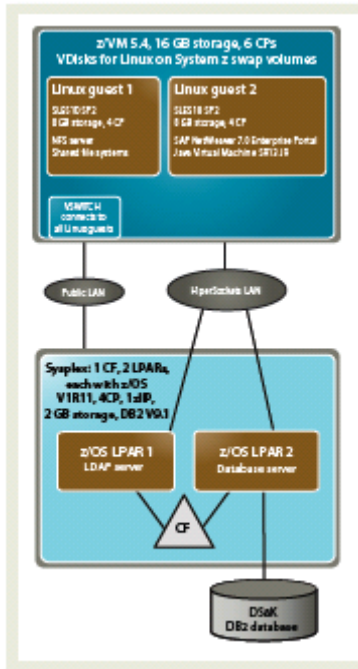 z/VM 5.4, 16 GB storage, 6 CPs
VDisks for Linux on System z swap volumes
Linux guest 1
SLES10 SP2
8 GB storage, 4 CP
NFS server
Shared file systems
Linux guest 2
SLES10 SP2
8 GB storage, 4 CP
SAP NetWeaver 7.0 Enterprise Portal
Java Virtual Machine
VSWITCH
connects to
all Linux guests
Public LAN
HiperSockets LAN
Sysplex: 1 CF, 2 LPARs,
each with z/OS
V1R11, 4CP, 1 zIIP,
2 GB storage, DB2 V9.1
z/OS LPAR 1
LDAP server
z/OS LPAR 2
Database server
CF
DB2 database